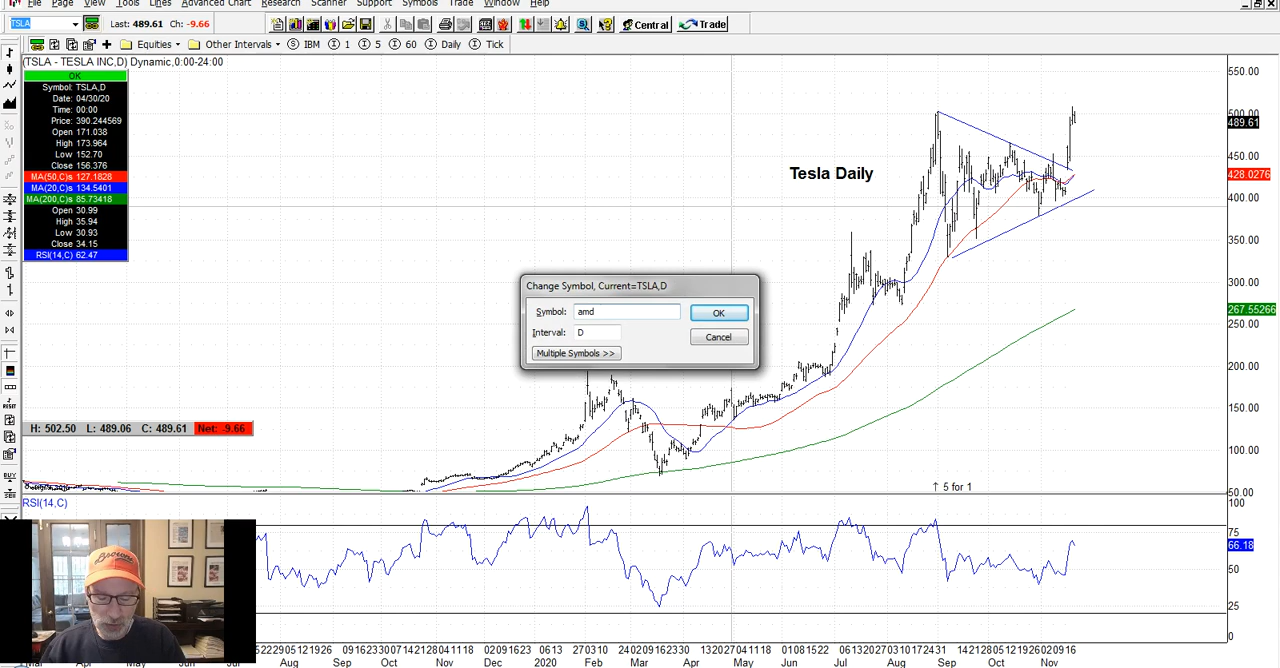 File Page View Tools Lines Advanced Chart Research Scanner Support Symbols Trade Window Help
TSLA Last: 489.61 Ch: -9.66 Central Trade
Equities Other Intervals S IBM I 1 I 5 I 60 I Daily I Tick
(TSLA - TESLA INC,D) Dynamic,0:00-24:00
OK
Symbol: TSLA,D
Date: 04/30/20
Time: 00:00
Price: 390.244569
Open 171.038
High 173.964
Low 152.70
Close 156.376
MA(50,C)s 127.1828
MA(20,C)s 134.5401
MA(200,C)s 85.73418
Open 30.99
High 35.94
Low 30.93
Close 34.15
RSI(14,C) 62.47
Tesla Daily
Change Symbol, Current=TSLA,D
Symbol: amd OK
Interval: D Cancel
Multiple Symbols >>
550.00
500.00
489.61
450.00
428.0276
400.00
350.00
300.00
267.55266
250.00
200.00
150.00
100.00
50.00
H: 502.50 L: 489.06 C: 489.61 Net: -9.66
↑ 5 for 1
RESET
BUY
SELL
RSI(14,C)
100
75
66.18
50
25
0
Browns
Mar Apr May Jun Jul Aug Sep Oct Nov Dec 2020 Feb Mar Apr May Jun Jul Aug Sep Oct Nov